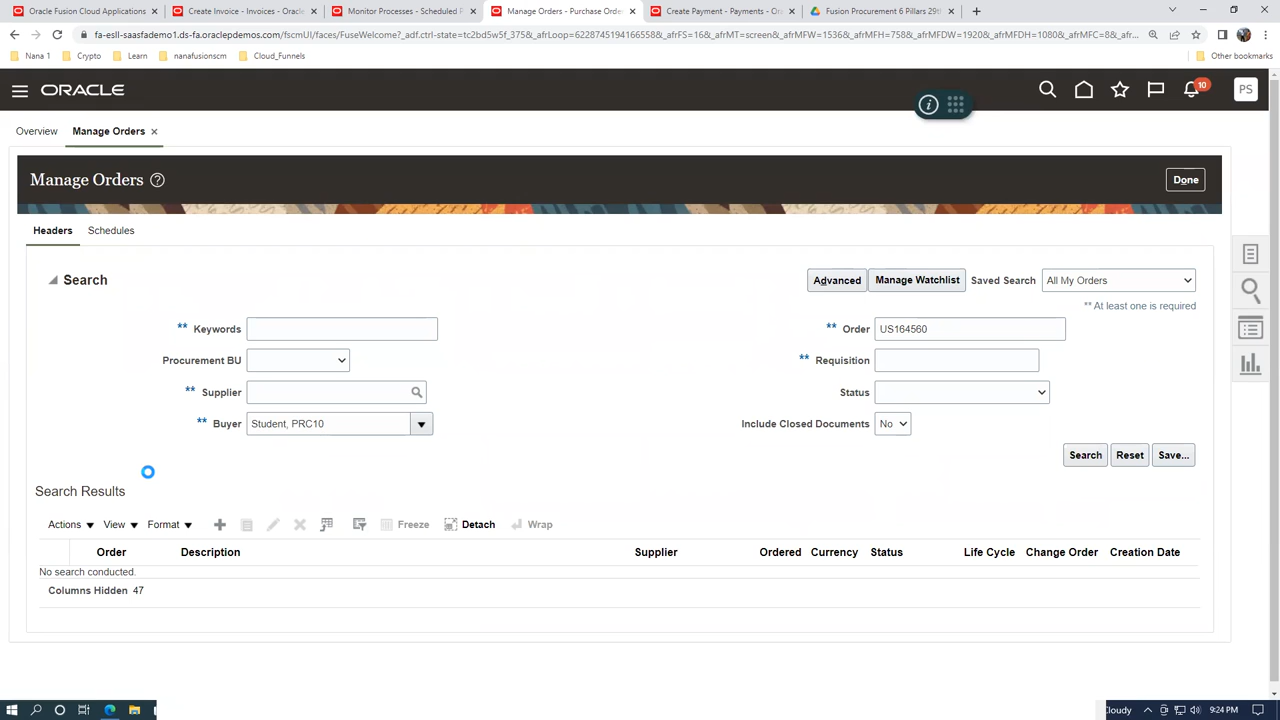 Oracle Fusion Cloud Applications
Create Invoice - Invoices - Oracle
Monitor Processes - Scheduled P
Manage Orders - Purchase Order
Create Payment - Payments - Or
Fusion Procurement 6 Pillars 29th
fa-esll-saasfademo1.ds-fa.oraclepdemos.com/fscmUI/faces/FuseWelcome?_adf.ctrl-state=tc2bd5w5f_375&_afrLoop=6228745194166558&_afrFS=16&_afrMT=screen&_afrMFW=1536&_afrMFH=758&_afrMFDW=1920&_afrMFDH=1080&_afrMFC=8&_afr...
Nana 1
Crypto
Learn
nanafusionscm
Cloud_Funnels
Other bookmarks
ORACLE
10
PS
Overview
Manage Orders
Manage Orders
Done
Headers
Schedules
Search
Advanced
Manage Watchlist
Saved Search
All My Orders
** At least one is required
** Keywords
** Order US164560
Procurement BU
** Requisition
** Supplier
Status
** Buyer Student, PRC10
Include Closed Documents No
Search
Reset
Save...
Search Results
Actions
View
Format
Freeze
Detach
Wrap
Order Description Supplier Ordered Currency Status Life Cycle Change Order Creation Date
No search conducted.
Columns Hidden 47
Cloudy
9:24 PM